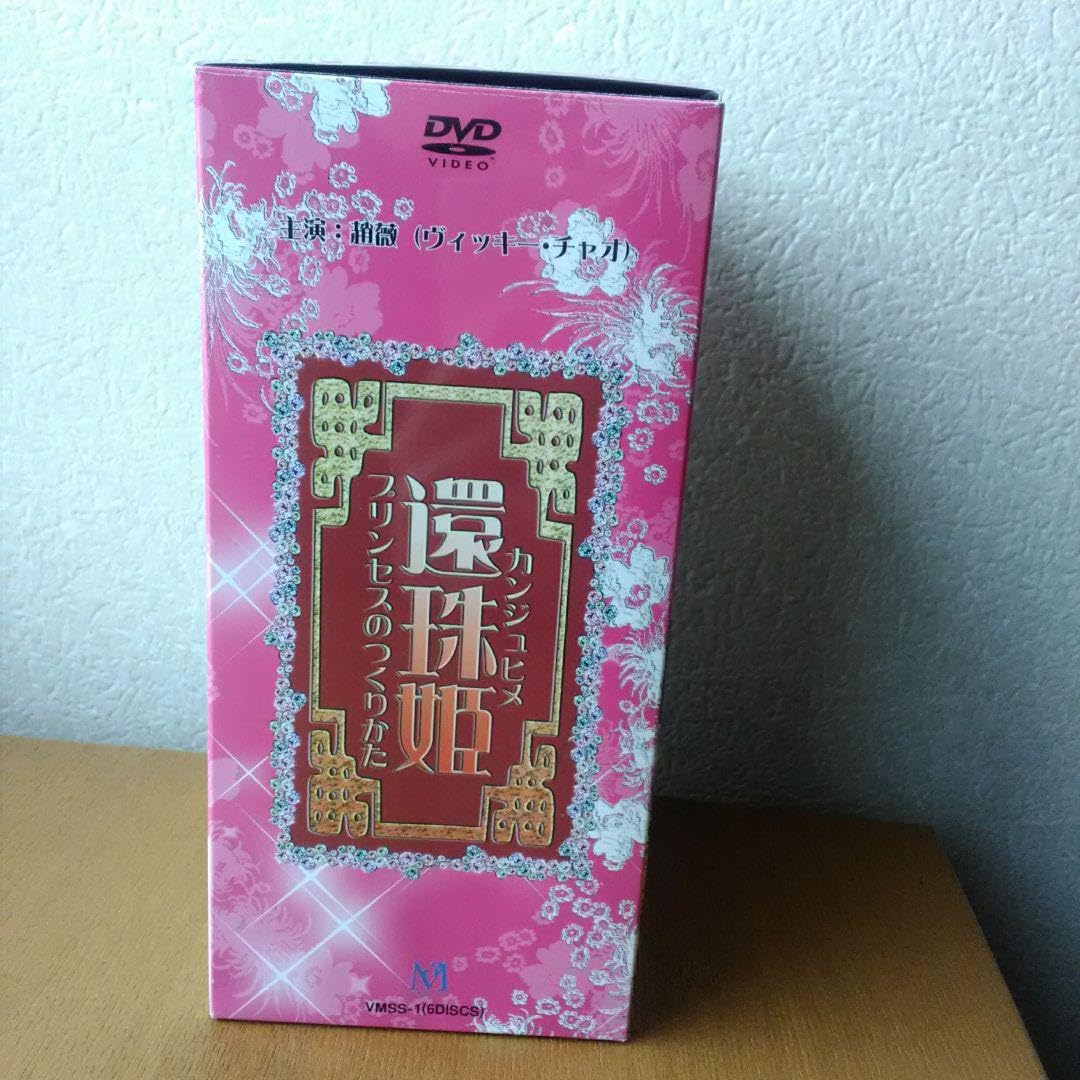 DVD
VIDEO™
主演：趙薇 (ヴィッキー・チャオ)
カンジュヒメ
還珠姫
プリンセスのつくりかた
M
VMSS-1(6DISCS)